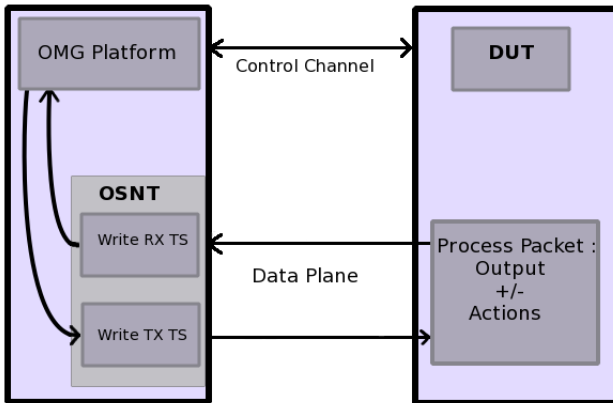 OMG Platform
Control Channel
DUT
OSNT
Write RX TS
Data Plane
Write TX TS
Process Packet :
Output
+/-
Actions